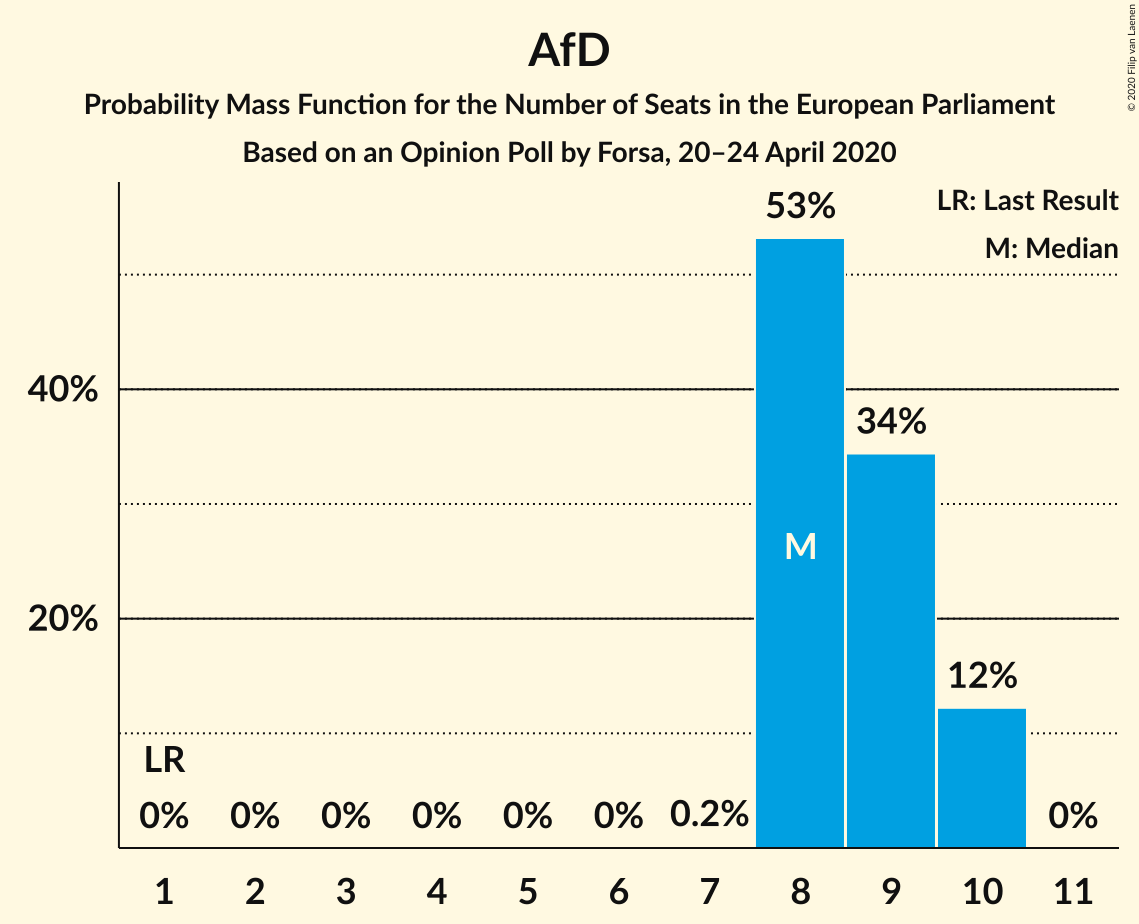 AfD
Probability Mass Function for the Number of Seats in the European Parliament
Based on an Opinion Poll by Forsa, 20–24 April 2020
© 2020 Filip van Laenen
LR: Last Result
M: Median
53%
40%
34%
M
20%
12%
LR
0% 0% 0% 0% 0% 0% 0.2% 0%
1 2 3 4 5 6 7 8 9 10 11